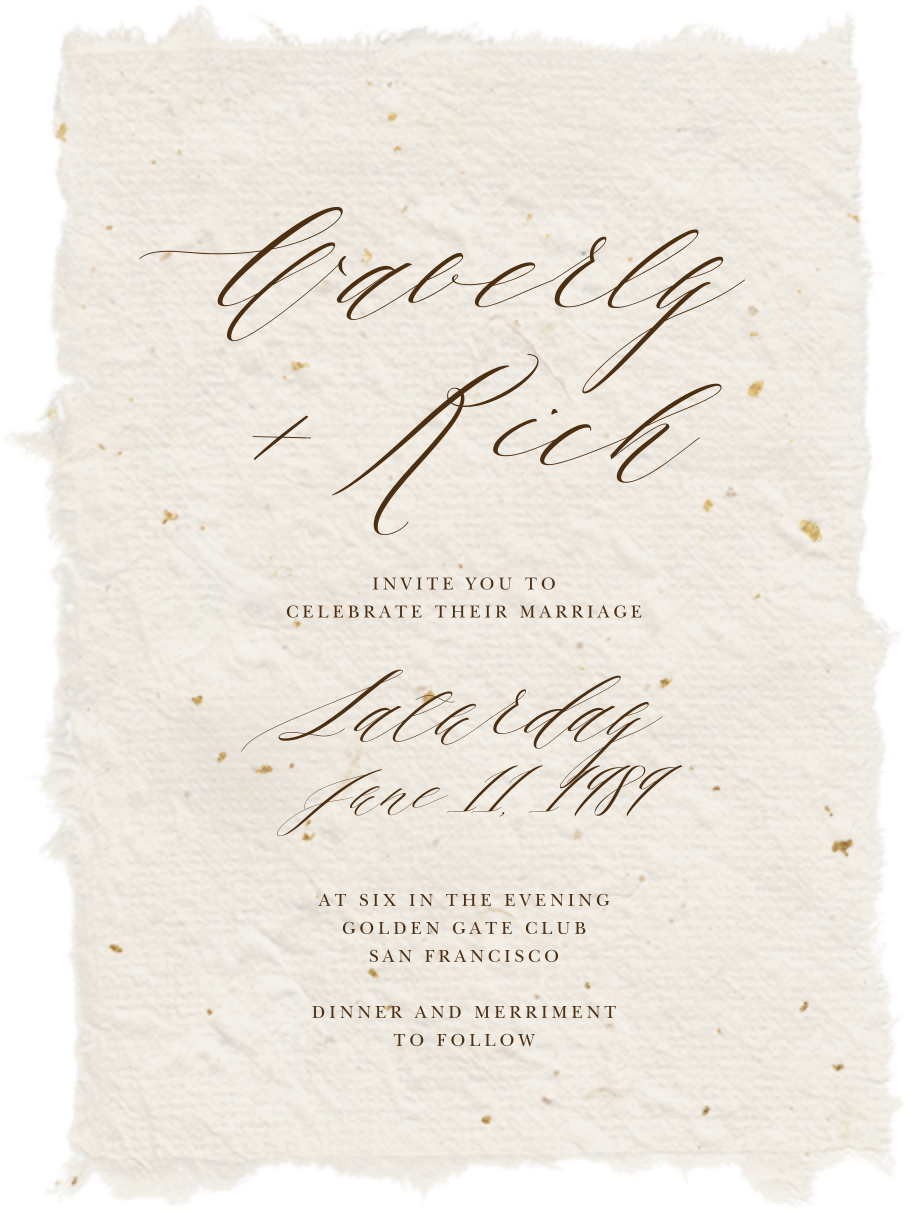 Waverly
+ Rich
INVITE YOU TO
CELEBRATE THEIR MARRIAGE
Saturday
June 11, 1989
AT SIX IN THE EVENING
GOLDEN GATE CLUB
SAN FRANCISCO
DINNER AND MERRIMENT
TO FOLLOW